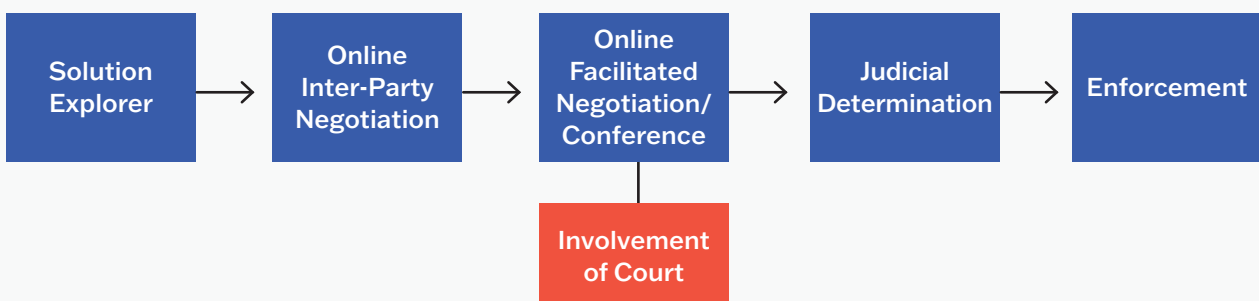 Solution
Explorer
Online
Inter-Party
Negotiation
Online
Facilitated
Negotiation/
Conference
Judicial
Determination
Enforcement
Involvement
of Court